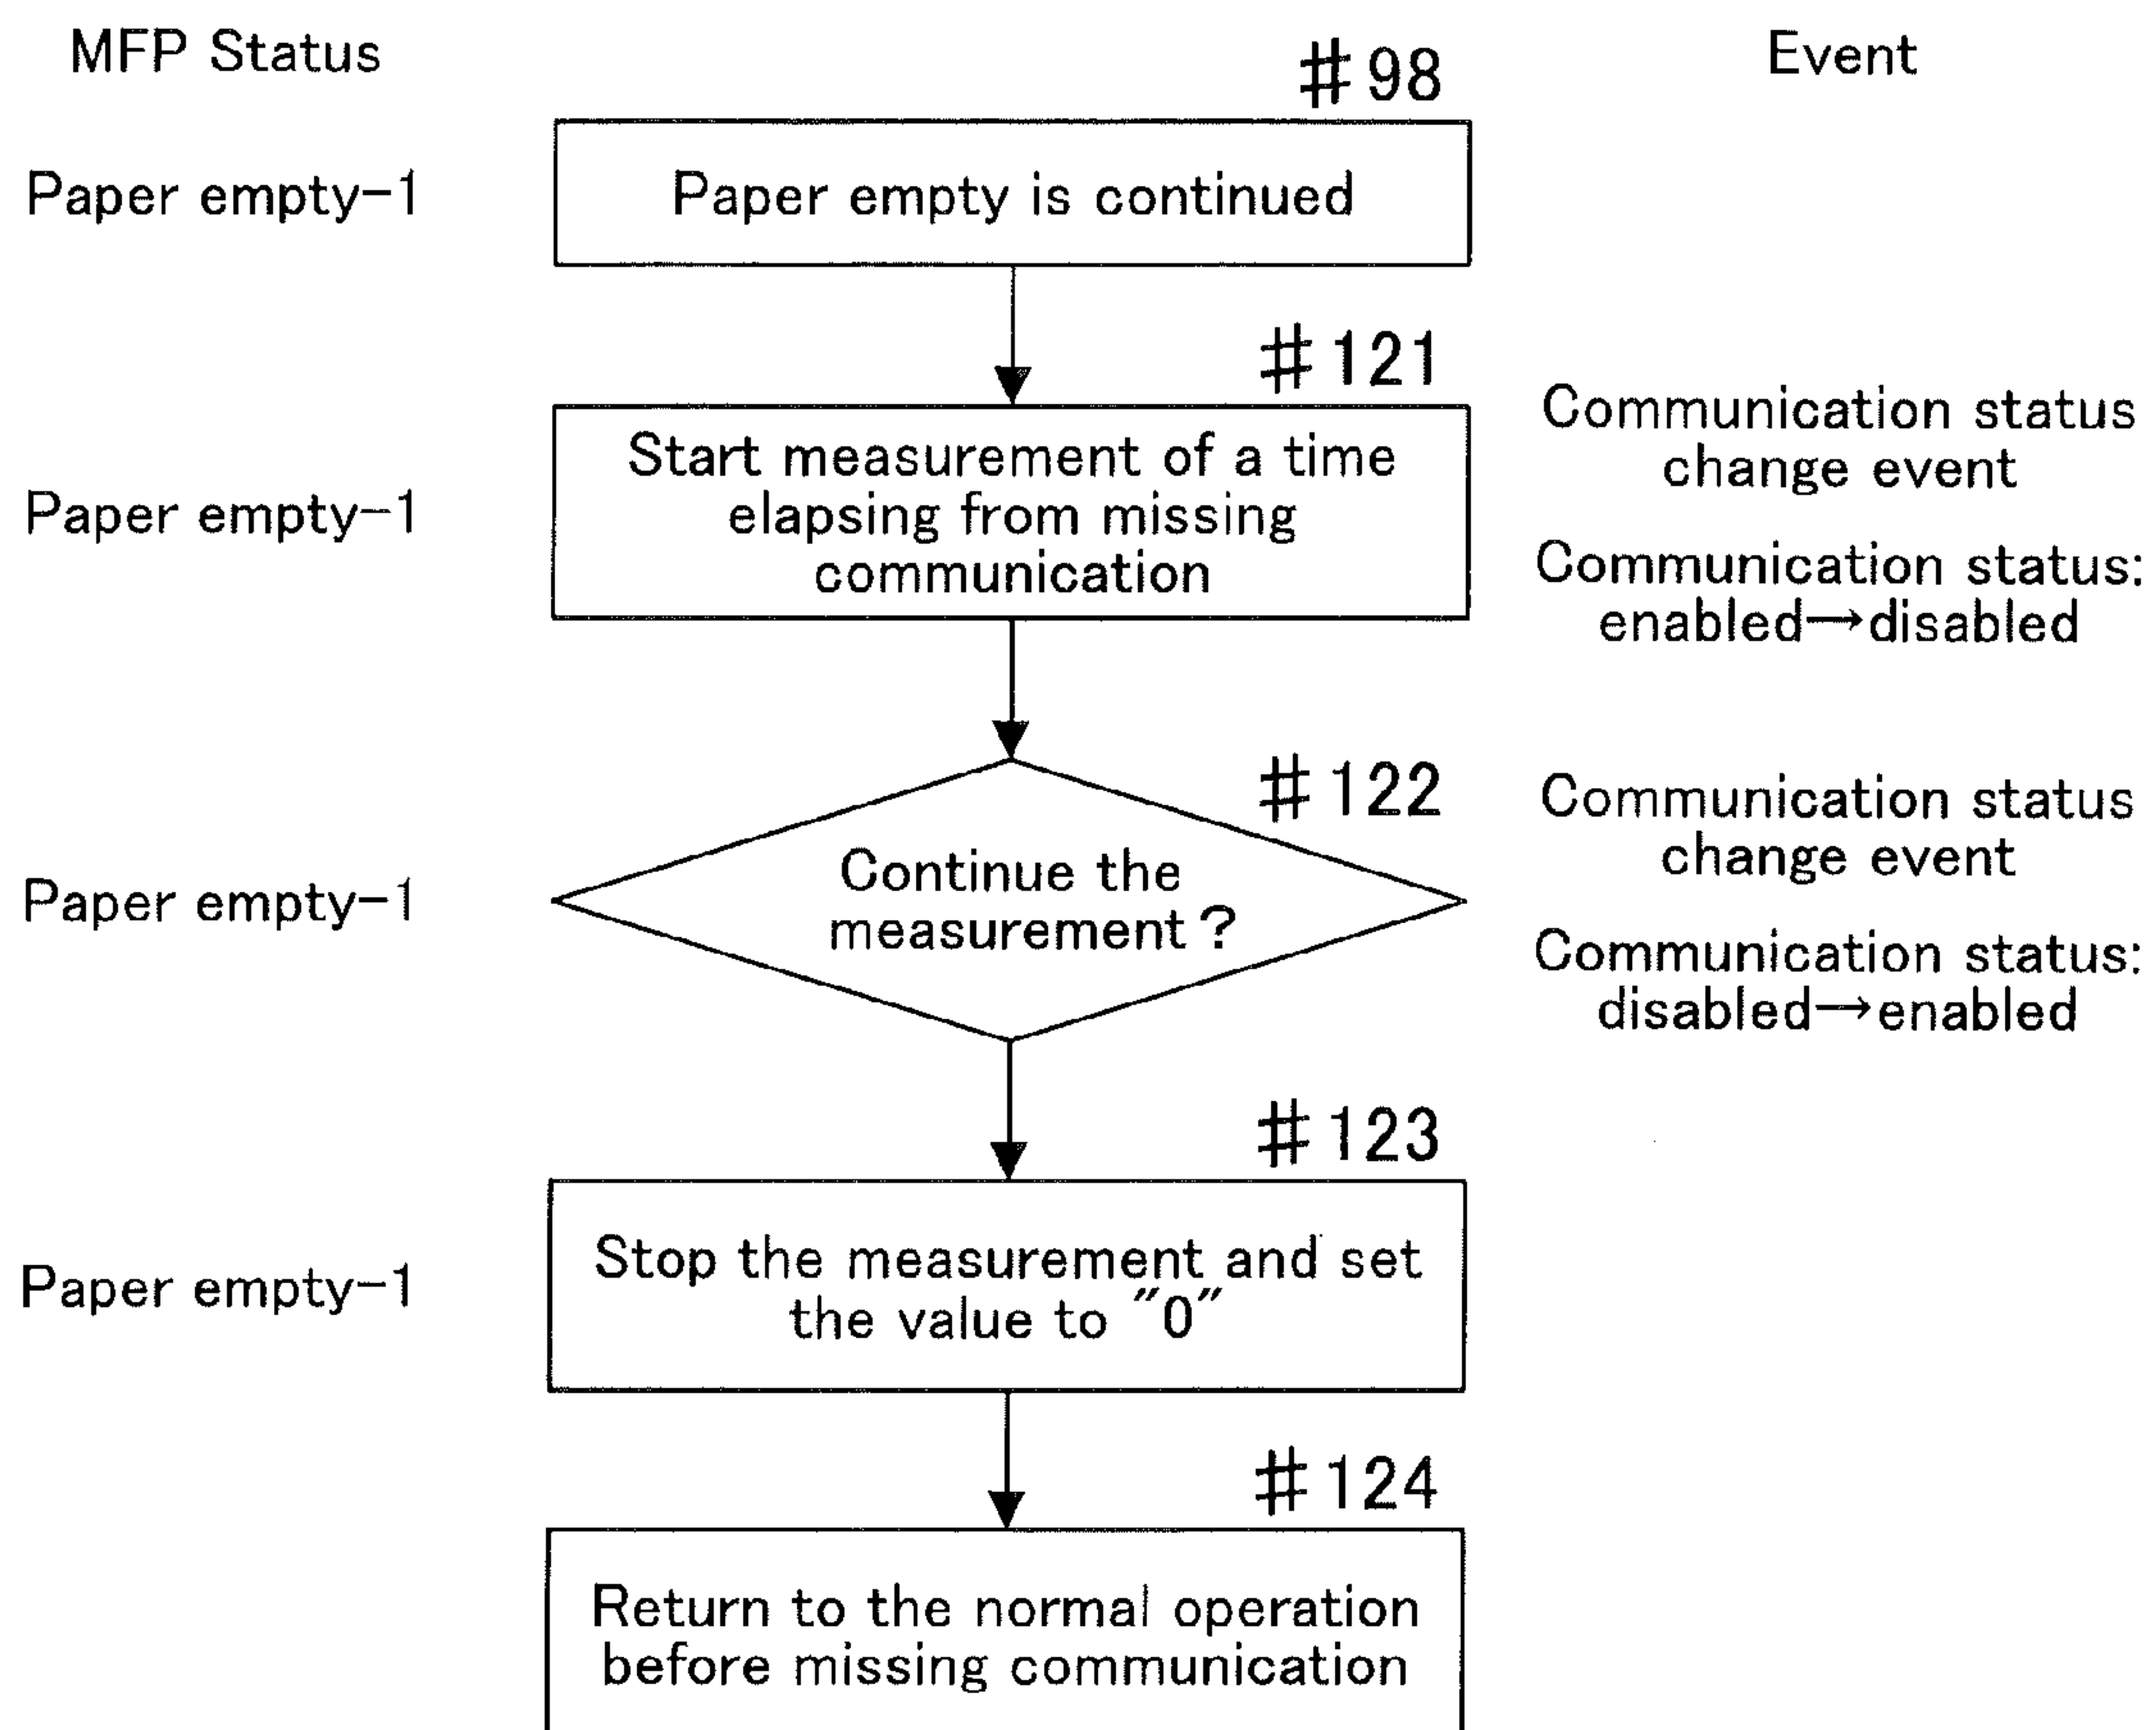 MFP Status
#98
Event
Paper empty-1
Paper empty is continued
#121
Paper empty-1
Start measurement of a time
elapsing from missing
communication
Communication status
change event
Communication status:
enabled→disabled
#122
Paper empty-1
Continue the
measurement?
Communication status
change event
Communication status:
disabled→enabled
#123
Paper empty-1
Stop the measurement and set
the value to "0"
#124
Return to the normal operation
before missing communication